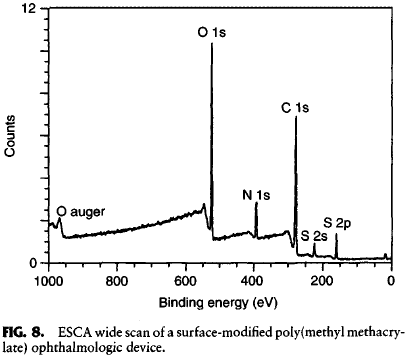 12
O 1s
C 1s
Counts
N 1s
O auger
S 2s
S 2p
0
1000 800 600 400 200 0
Binding energy (eV)
FIG. 8. ESCA wide scan of a surface-modified poly(methyl methacry-
late) ophthalmologic device.